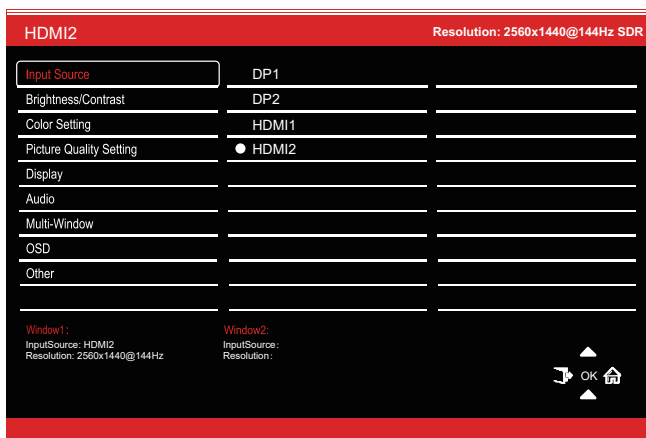 HDMI2 Resolution: 2560x1440@144Hz SDR
Input Source DP1
Brightness/Contrast DP2
Color Setting HDMI1
Picture Quality Setting HDMI2
Display
Audio
Multi-Window
OSD
Other
Window1: Window2:
InputSource: HDMI2 InputSource:
Resolution: 2560x1440@144Hz Resolution:
OK